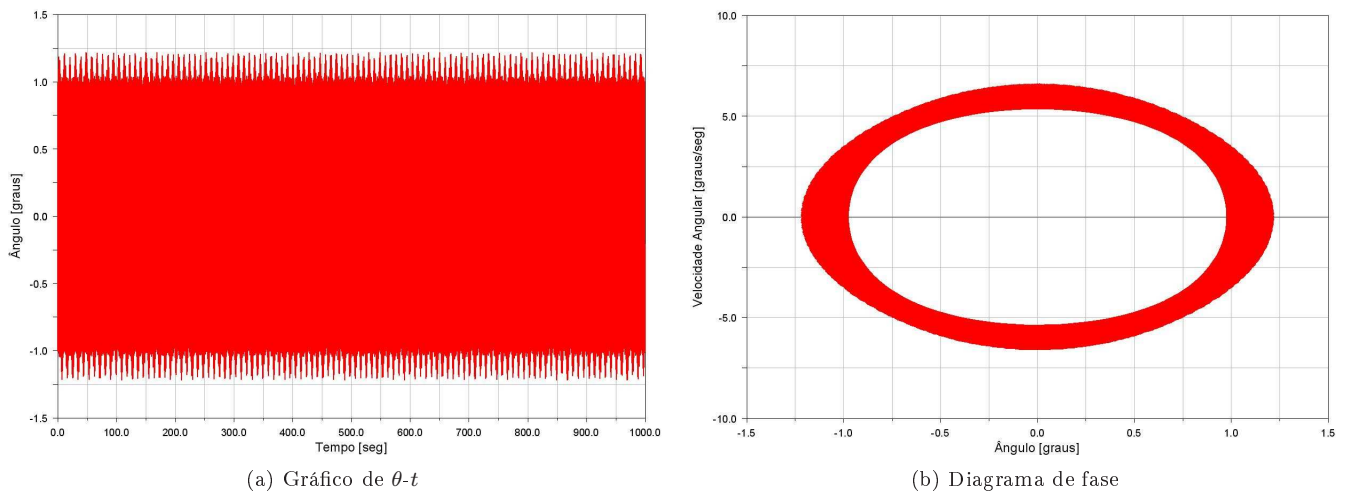 1.5
1.0
0.5
0.0
-0.5
-1.0
-1.5
Ângulo [graus]
0.0 100.0 200.0 300.0 400.0 500.0 600.0 700.0 800.0 900.0 1000.0
Tempo [seg]
(a) Gráfico de θ-t
10.0
5.0
0.0
-5.0
-10.0
Velocidade Angular [graus/seg]
-1.5 -1.0 -0.5 0.0 0.5 1.0 1.5
Ângulo [graus]
(b) Diagrama de fase